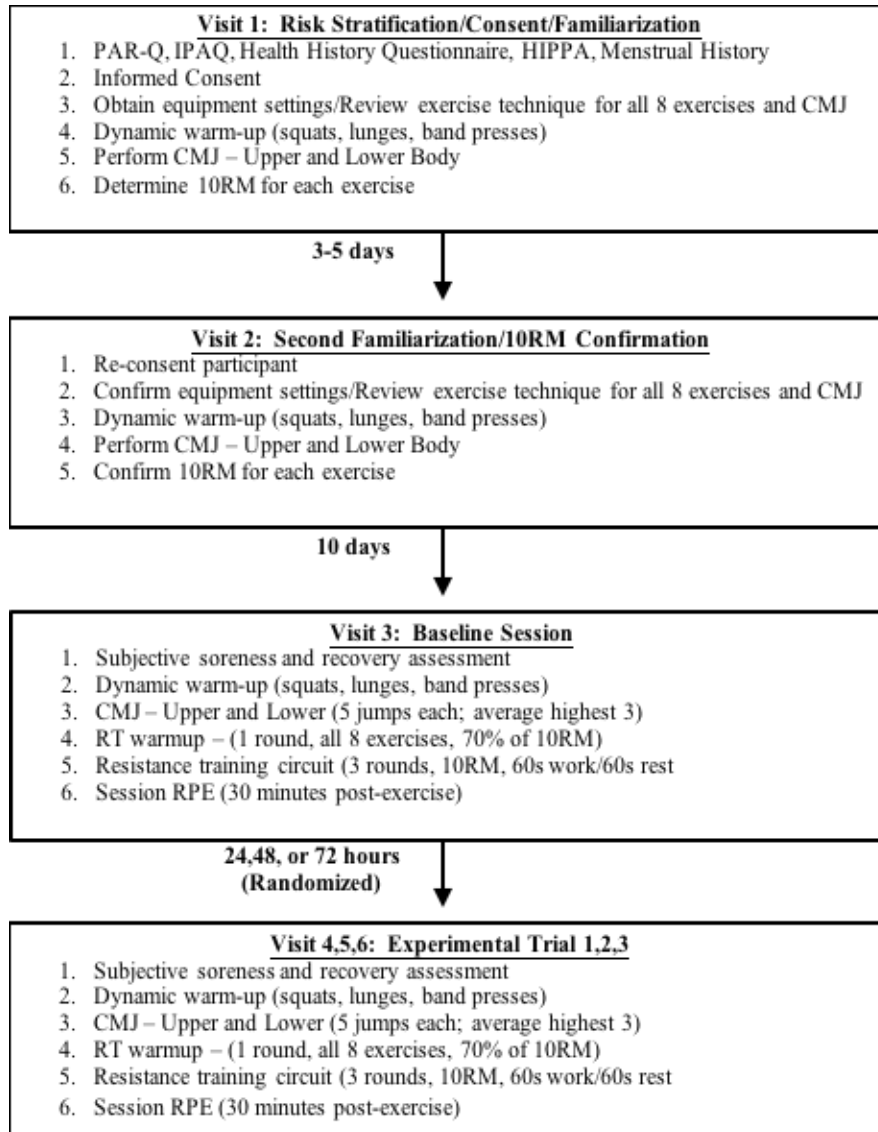 Visit 1: Risk Stratification/Consent/Familiarization
1. PAR-Q, IPAQ, Health History Questionnaire, HIPPA, Menstrual History
2. Informed Consent
3. Obtain equipment settings/Review exercise technique for all 8 exercises and CMJ
4. Dynamic warm-up (squats, lunges, band presses)
5. Perform CMJ – Upper and Lower Body
6. Determine 10RM for each exercise
3-5 days
Visit 2: Second Familiarization/10RM Confirmation
1. Re-consent participant
2. Confirm equipment settings/Review exercise technique for all 8 exercises and CMJ
3. Dynamic warm-up (squats, lunges, band presses)
4. Perform CMJ – Upper and Lower Body
5. Confirm 10RM for each exercise
10 days
Visit 3: Baseline Session
1. Subjective soreness and recovery assessment
2. Dynamic warm-up (squats, lunges, band presses)
3. CMJ – Upper and Lower (5 jumps each; average highest 3)
4. RT warmup – (1 round, all 8 exercises, 70% of 10RM)
5. Resistance training circuit (3 rounds, 10RM, 60s work/60s rest
6. Session RPE (30 minutes post-exercise)
24,48, or 72 hours
(Randomized)
Visit 4,5,6: Experimental Trial 1,2,3
1. Subjective soreness and recovery assessment
2. Dynamic warm-up (squats, lunges, band presses)
3. CMJ – Upper and Lower (5 jumps each; average highest 3)
4. RT warmup – (1 round, all 8 exercises, 70% of 10RM)
5. Resistance training circuit (3 rounds, 10RM, 60s work/60s rest
6. Session RPE (30 minutes post-exercise)